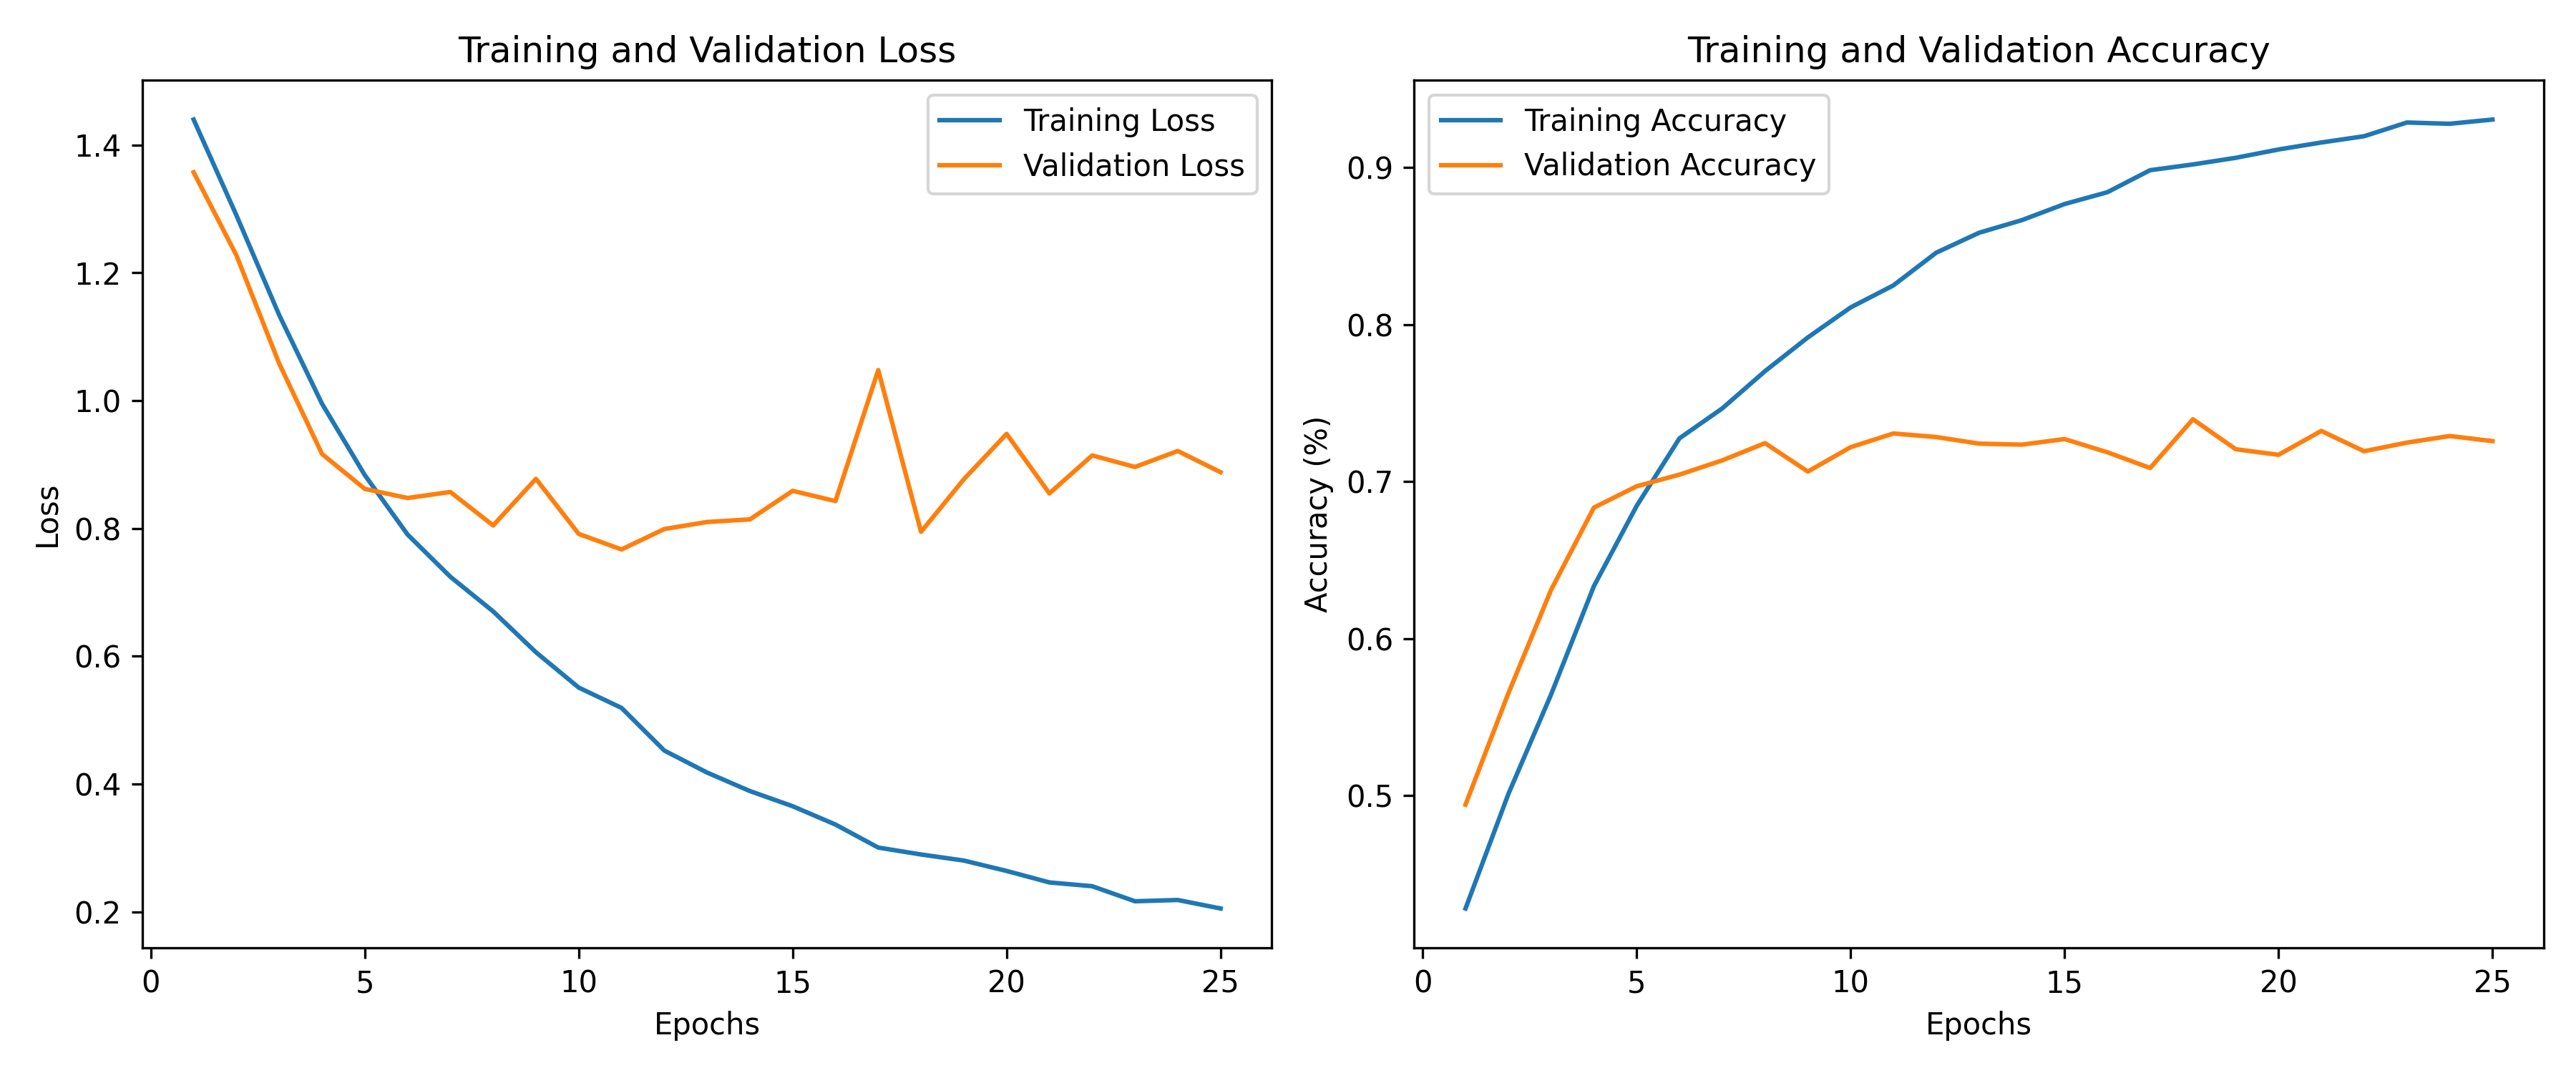 Training and Validation Loss
Training Loss
Validation Loss
Loss
1.4
1.2
1.0
0.8
0.6
0.4
0.2
0 5 10 15 20 25
Epochs
Training and Validation Accuracy
Training Accuracy
Validation Accuracy
Accuracy (%)
0.9
0.8
0.7
0.6
0.5
0 5 10 15 20 25
Epochs